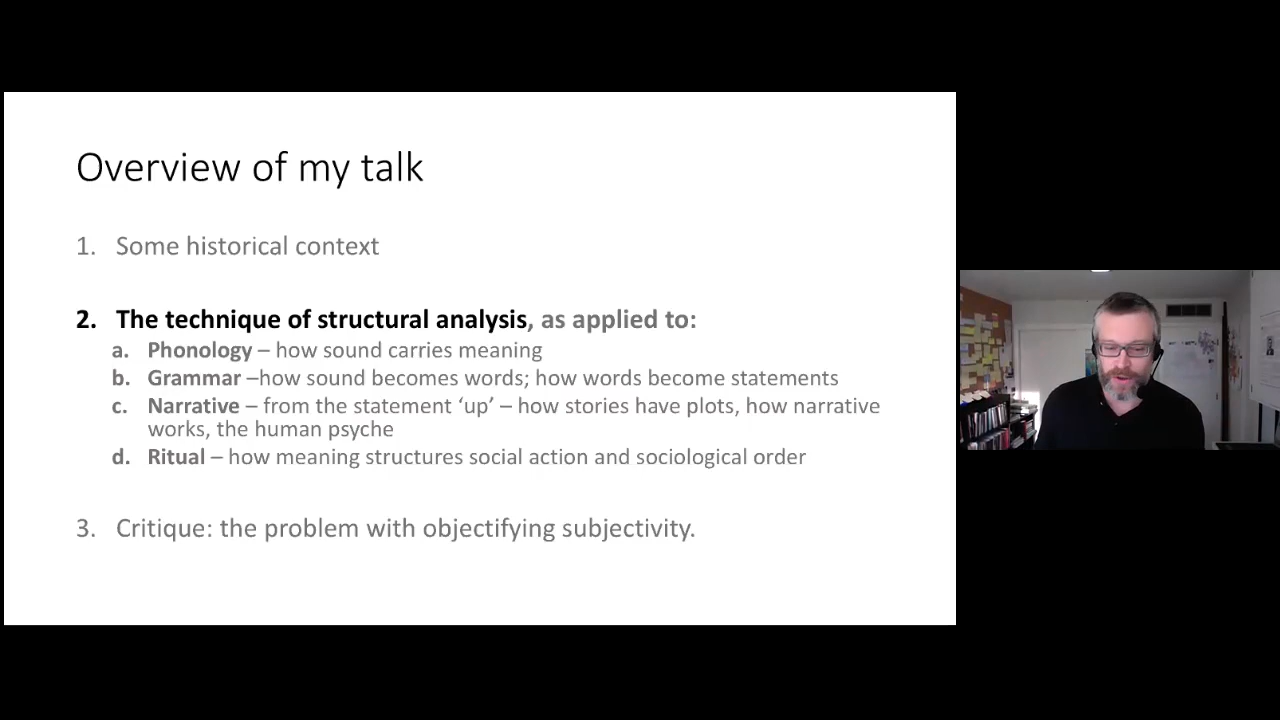 Overview of my talk
1. Some historical context
2. The technique of structural analysis, as applied to:
a. Phonology – how sound carries meaning
b. Grammar –how sound becomes words; how words become statements
c. Narrative – from the statement ‘up’ – how stories have plots, how narrative
works, the human psyche
d. Ritual – how meaning structures social action and sociological order
3. Critique: the problem with objectifying subjectivity.